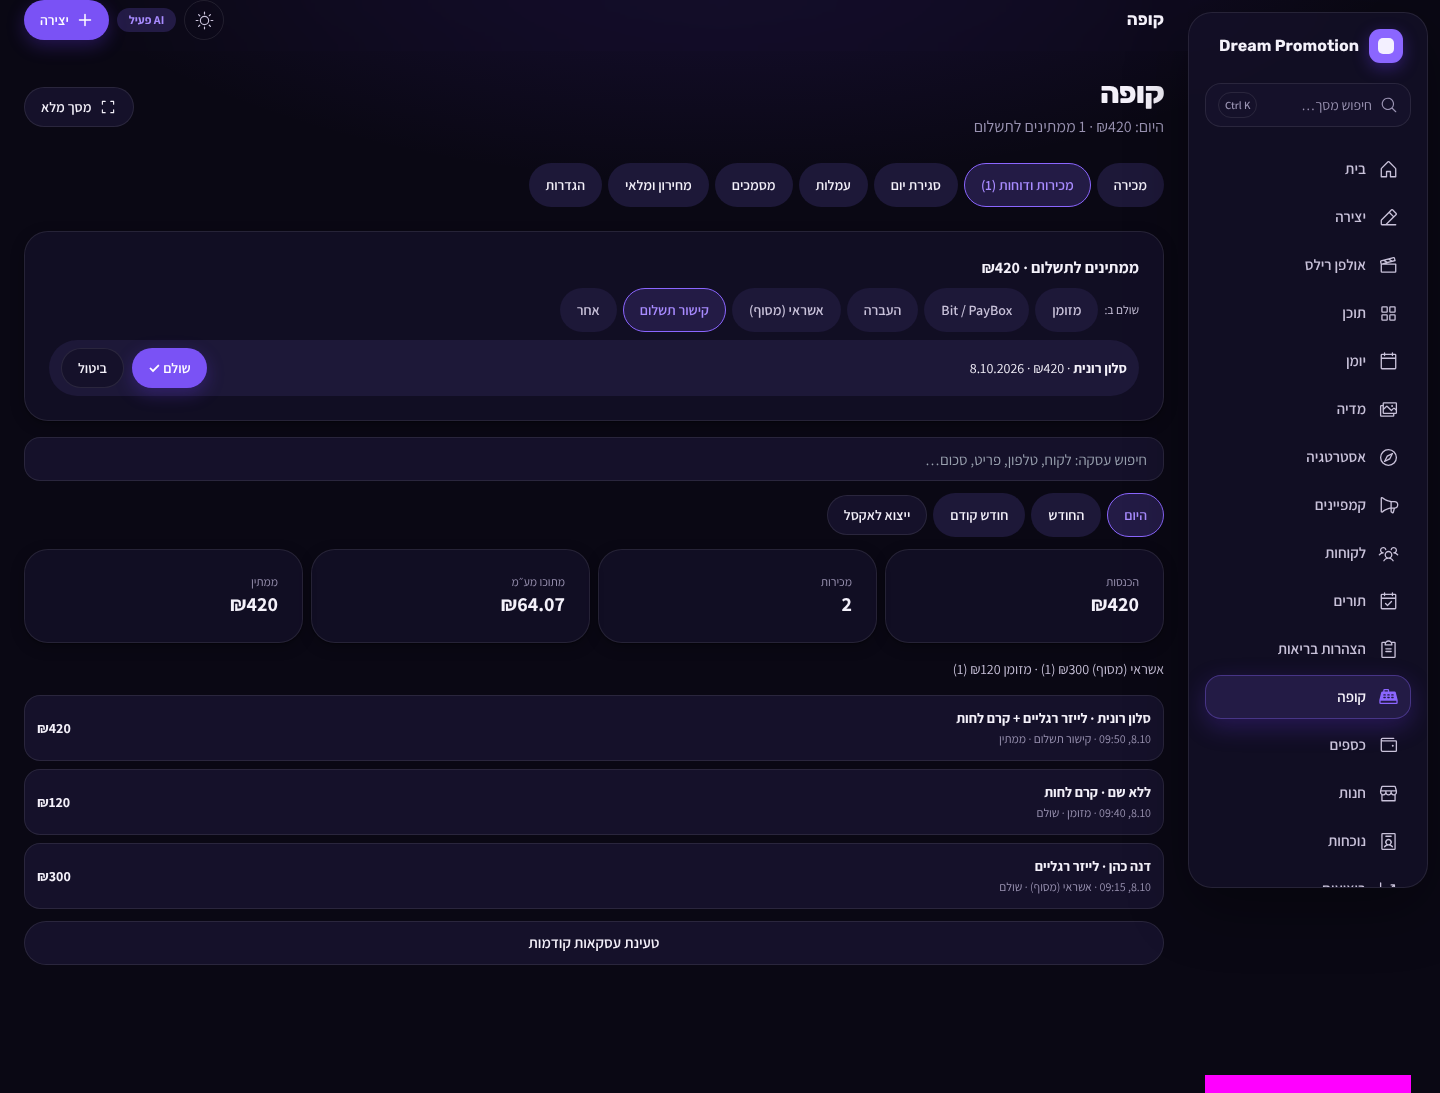 Dream Promotion
חיפוש מסך…
Ctrl K
בית
יצירה
אולפן רילס
תוכן
יומן
מדיה
אסטרטגיה
קמפיינים
לקוחות
תורים
הצהרות בריאות
קופה
כספים
חנות
נוכחות
קופה
AI פעיל
יצירה
קופה
היום: ₪420 · 1 ממתינים לתשלום
מסך מלא
מכירה
מכירות ודוחות (1)
סגירת יום
עמלות
מסמכים
מחירון ומלאי
הגדרות
ממתינים לתשלום · ₪420
שולם ב:
מזומן
Bit / PayBox
העברה
אשראי (מסוף)
קישור תשלום
אחר
סלון רונית · ₪420 · 8.10.2026
שולם ✓
ביטול
חיפוש עסקה: לקוח, טלפון, פריט, סכום…
היום
החודש
חודש קודם
ייצוא לאקסל
הכנסות
₪420
מכירות
2
מתוכו מע״מ
₪64.07
ממתין
₪420
אשראי (מסוף) ₪300 (1) · מזומן ₪120 (1)
סלון רונית · לייזר רגליים + קרם לחות
8.10, 09:50 · קישור תשלום · ממתין
₪420
ללא שם · קרם לחות
8.10, 09:40 · מזומן · שולם
₪120
דנה כהן · לייזר רגליים
8.10, 09:15 · אשראי (מסוף) · שולם
₪300
טעינת עסקאות קודמות